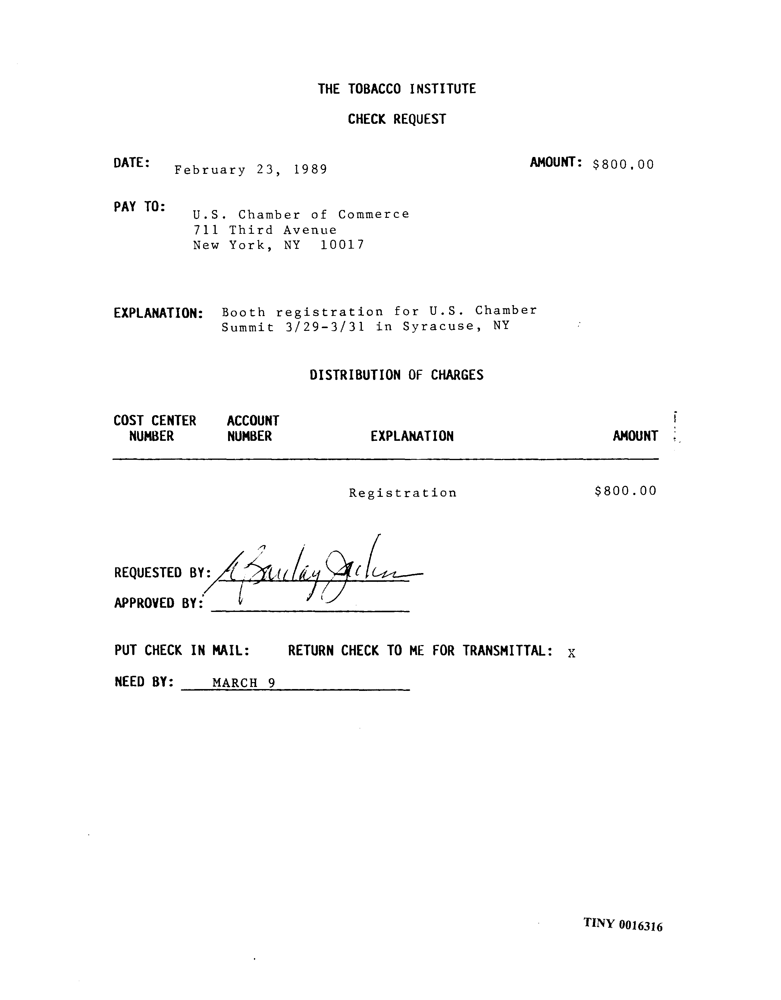 THE TOBACCO INSTITUTE
CHECK REQUEST
DATE: February 23, 1989 AMOUNT: $800.00
PAY TO: U.S. Chamber of Commerce
711 Third Avenue
New York, NY 10017
EXPLANATION: Booth registration for U.S. Chamber
Summit 3/29-3/31 in Syracuse, NY
DISTRIBUTION OF CHARGES
COST CENTER ACCOUNT
NUMBER NUMBER EXPLANATION AMOUNT
Registration $800.00
REQUESTED BY:
APPROVED BY:
PUT CHECK IN MAIL: RETURN CHECK TO ME FOR TRANSMITTAL: X
NEED BY: MARCH 9
TINY 0016316